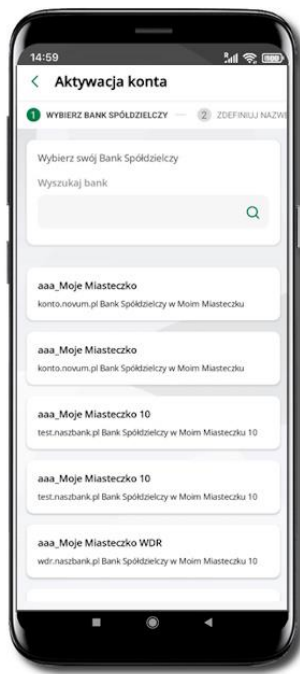 14:59
Aktywacja konta
1 WYBIERZ BANK SPÓŁDZIELCZY — 2 ZDEFINIUJ NAZWĘ
Wybierz swój Bank Spółdzielczy
Wyszukaj bank
aaa_Moje Miasteczko
konto.novum.pl Bank Spółdzielczy w Moim Miasteczku
aaa_Moje Miasteczko
konto.novum.pl Bank Spółdzielczy w Moim Miasteczku
aaa_Moje Miasteczko 10
test.naszbank.pl Bank Spółdzielczy w Moim Miasteczku 10
aaa_Moje Miasteczko 10
test.naszbank.pl Bank Spółdzielczy w Moim Miasteczku 10
aaa_Moje Miasteczko WDR
wdr.naszbank.pl Bank Spółdzielczy w Moim Miasteczku 10